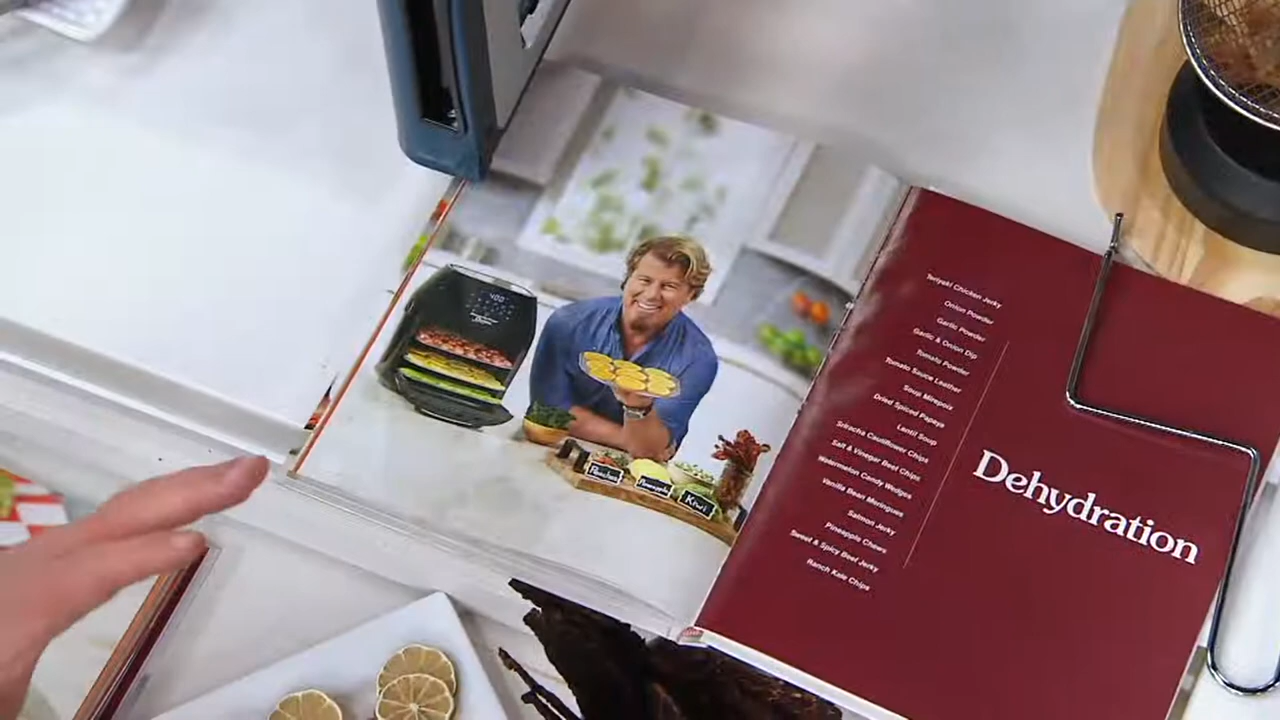 400
Peaches
Pineapple
Kiwi
Teriyaki Chicken Jerky
Onion Powder
Garlic Powder
Garlic & Onion Dip
Tomato Powder
Tomato Sauce Leather
Soup Mirepoix
Dried Spiced Papaya
Lentil Soup
Sriracha Cauliflower Chips
Salt & Vinegar Beet Chips
Watermelon Candy Wedges
Vanilla Bean Meringues
Salmon Jerky
Pineapple Chews
Sweet & Spicy Beef Jerky
Ranch Kale Chips
Dehydration